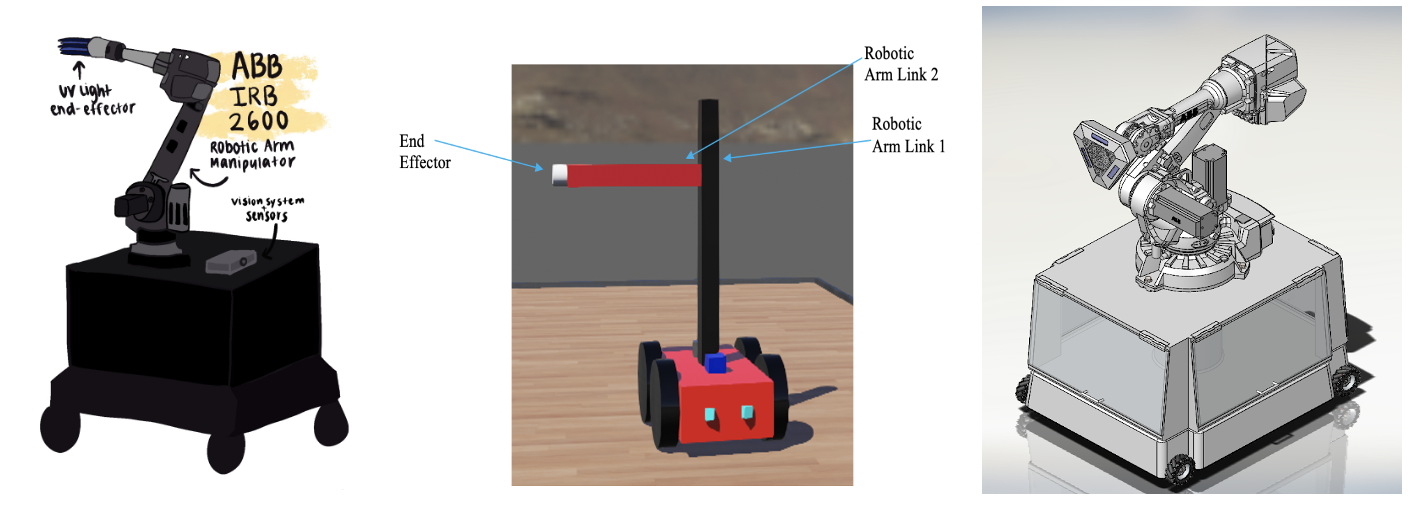 ABB
IRB
2600
UV light
end-effector
Robotic Arm
Manipulator
vision system
+
sensors
End
Effector
Robotic
Arm Link 2
Robotic
Arm Link 1
ABB